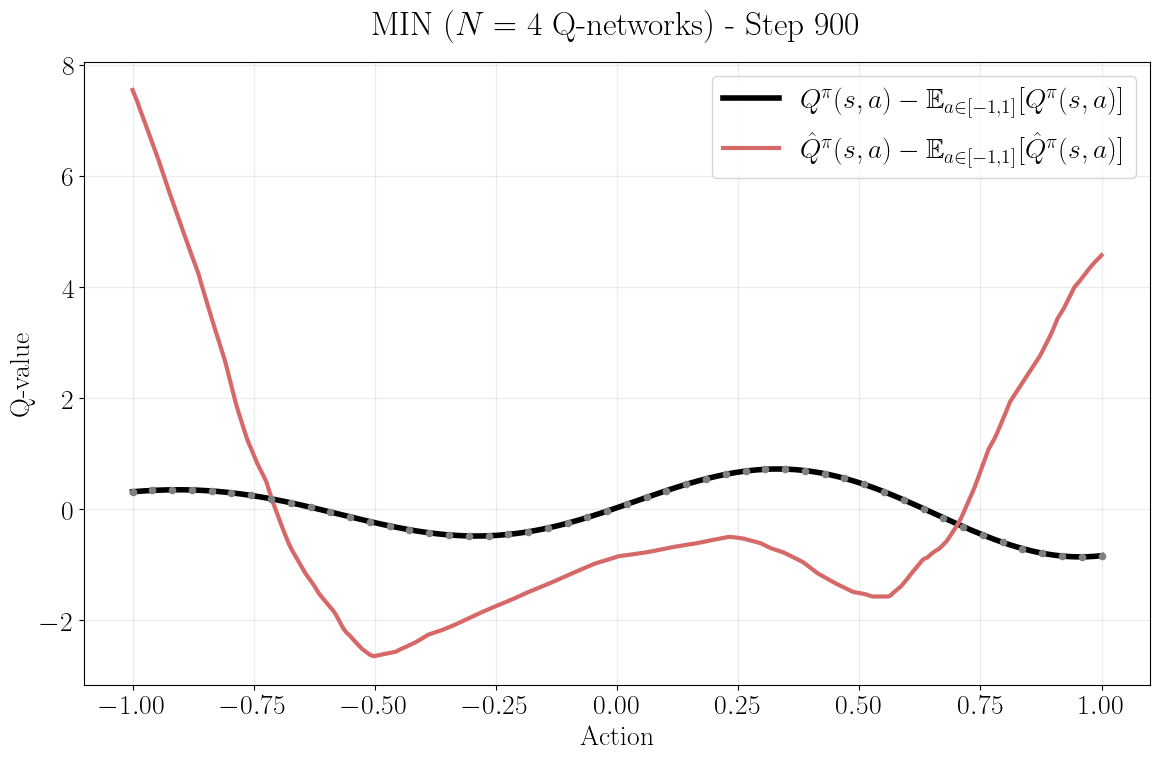 MIN (N = 4 Q-networks) - Step 900
Q^π(s, a) − 𝔼_{a∈[−1,1]}[Q^π(s, a)]
Q̂^π(s, a) − 𝔼_{a∈[−1,1]}[Q̂^π(s, a)]
Q-value
8
6
4
2
0
−2
−1.00 −0.75 −0.50 −0.25 0.00 0.25 0.50 0.75 1.00
Action